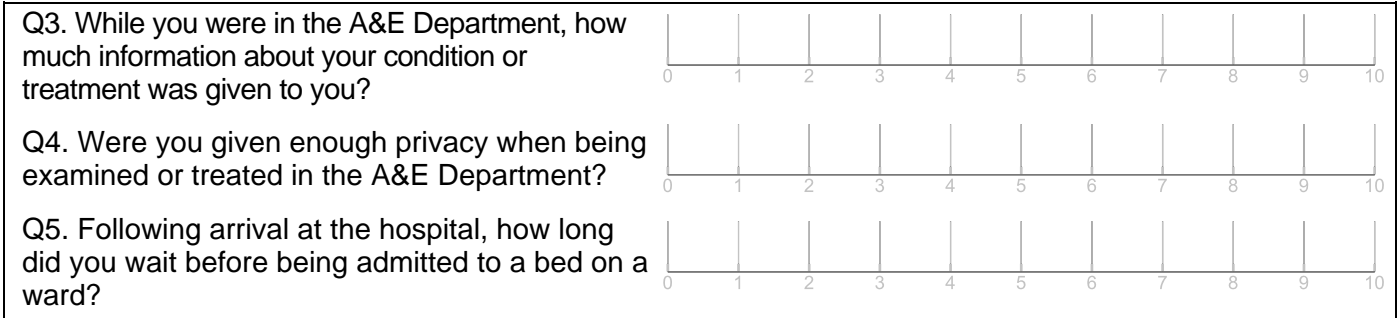 Q3. While you were in the A&E Department, how
much information about your condition or
treatment was given to you?
0 1 2 3 4 5 6 7 8 9 10
Q4. Were you given enough privacy when being
examined or treated in the A&E Department?
0 1 2 3 4 5 6 7 8 9 10
Q5. Following arrival at the hospital, how long
did you wait before being admitted to a bed on a
ward?
0 1 2 3 4 5 6 7 8 9 10